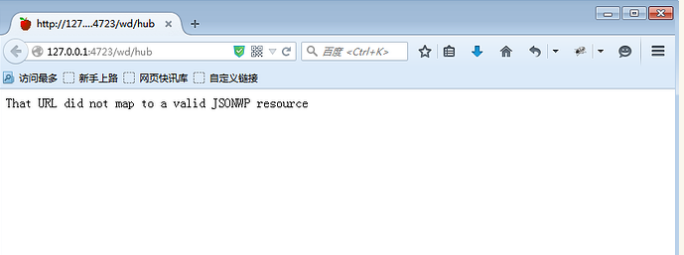 http://127....4723/wd/hub
127.0.0.1:4723/wd/hub
百度 <Ctrl+K>
访问最多 新手上路 网页快讯库 自定义链接
That URL did not map to a valid JSONWP resource